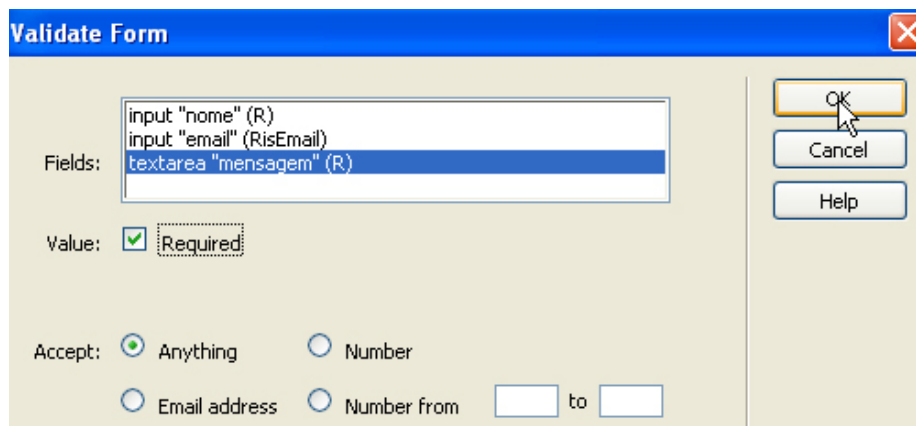 Validate Form
input "nome" (R)
input "email" (RisEmail)
Fields: textarea "mensagem" (R)
Value: Required
Accept: Anything Number
Email address Number from to
OK
Cancel
Help